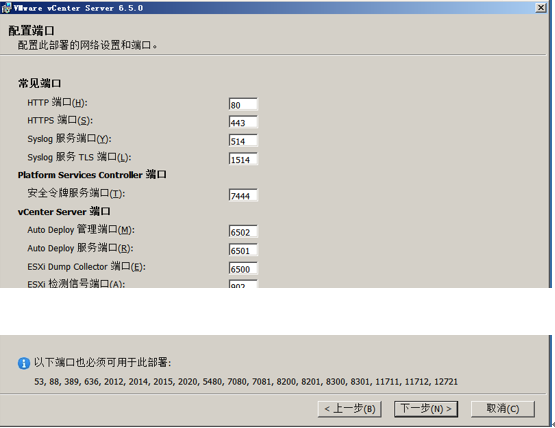 VMware vCenter Server 6.5.0
配置端口
配置此部署的网络设置和端口。
常见端口
HTTP 端口(H): 80
HTTPS 端口(S): 443
Syslog 服务端口(Y): 514
Syslog 服务 TLS 端口(L): 1514
Platform Services Controller 端口
安全令牌服务端口(T): 7444
vCenter Server 端口
Auto Deploy 管理端口(M): 6502
Auto Deploy 服务端口(R): 6501
ESXi Dump Collector 端口(E): 6500
ESXi 检测信号端口(A): 902
以下端口也必须可用于此部署:
53, 88, 389, 636, 2012, 2014, 2015, 2020, 5480, 7080, 7081, 8200, 8201, 8300, 8301, 11711, 11712, 12721
< 上一步(B) 下一步(N) > 取消(C)